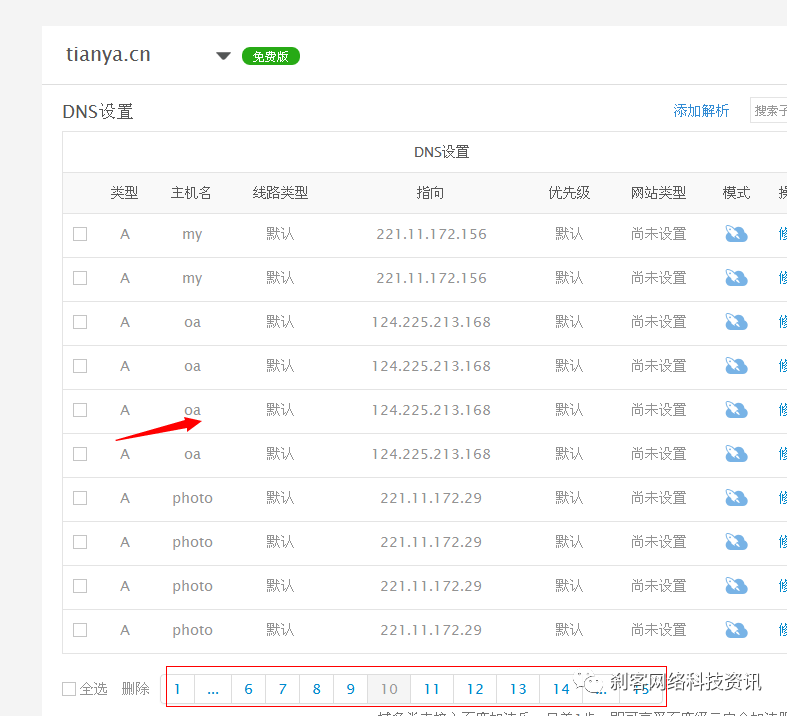 tianya.cn 免费版
DNS设置 添加解析 搜索子
DNS设置
类型 主机名 线路类型 指向 优先级 网站类型 模式
A my 默认 221.11.172.156 默认 尚未设置 修
A my 默认 221.11.172.156 默认 尚未设置 修
A oa 默认 124.225.213.168 默认 尚未设置 修
A oa 默认 124.225.213.168 默认 尚未设置 修
A oa 默认 124.225.213.168 默认 尚未设置 修
A oa 默认 124.225.213.168 默认 尚未设置 修
A photo 默认 221.11.172.29 默认 尚未设置 修
A photo 默认 221.11.172.29 默认 尚未设置 修
A photo 默认 221.11.172.29 默认 尚未设置 修
A photo 默认 221.11.172.29 默认 尚未设置 修
全选 删除 1 ... 6 7 8 9 10 11 12 13 14 ... 15
刹客网络科技资讯